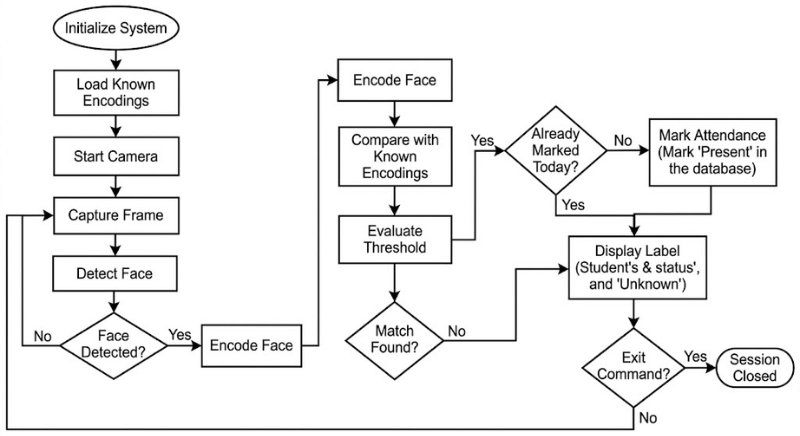 Initialize System
Load Known
Encodings
Start Camera
Capture Frame
Detect Face
Face
Detected?
No
Yes
Encode Face
Encode Face
Compare with
Known
Encodings
Evaluate
Threshold
Match
Found?
No
Yes
Already
Marked
Today?
No
Yes
Mark Attendance
(Mark 'Present' in
the database)
Display Label
(Student's & status',
and 'Unknown')
Exit
Command?
Yes
No
Session
Closed